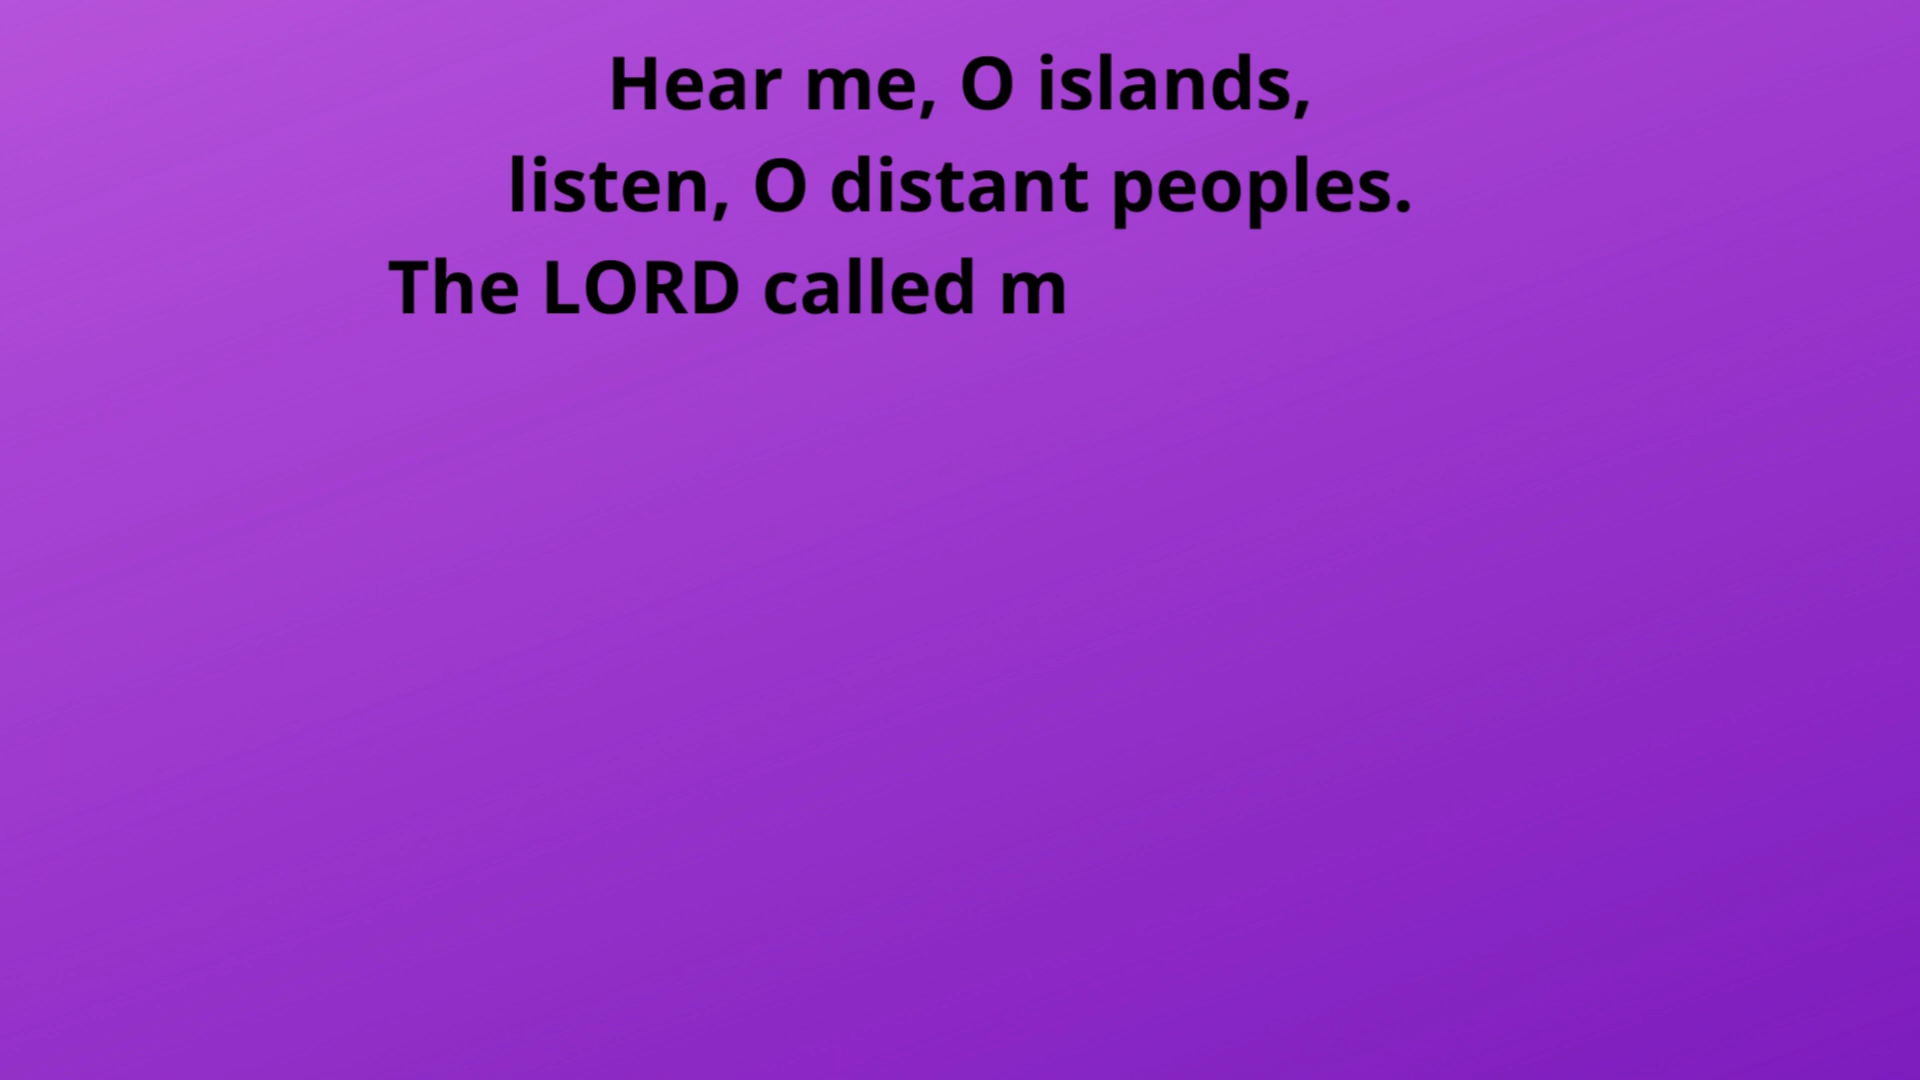 Hear me, O islands,
listen, O distant peoples.
The LORD called m